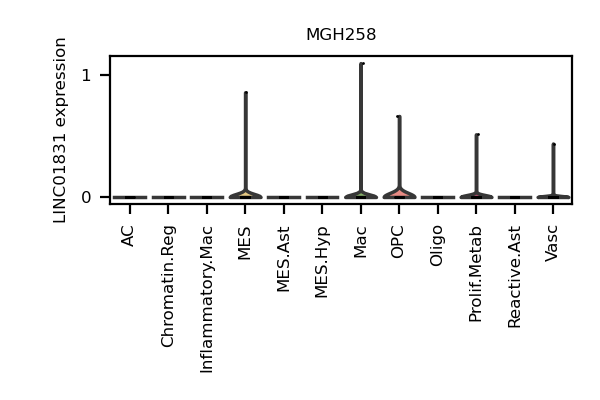 MGH258
LINC01831 expression
1
0
AC
Chromatin.Reg
Inflammatory.Mac
MES
MES.Ast
MES.Hyp
Mac
OPC
Oligo
Prolif.Metab
Reactive.Ast
Vasc